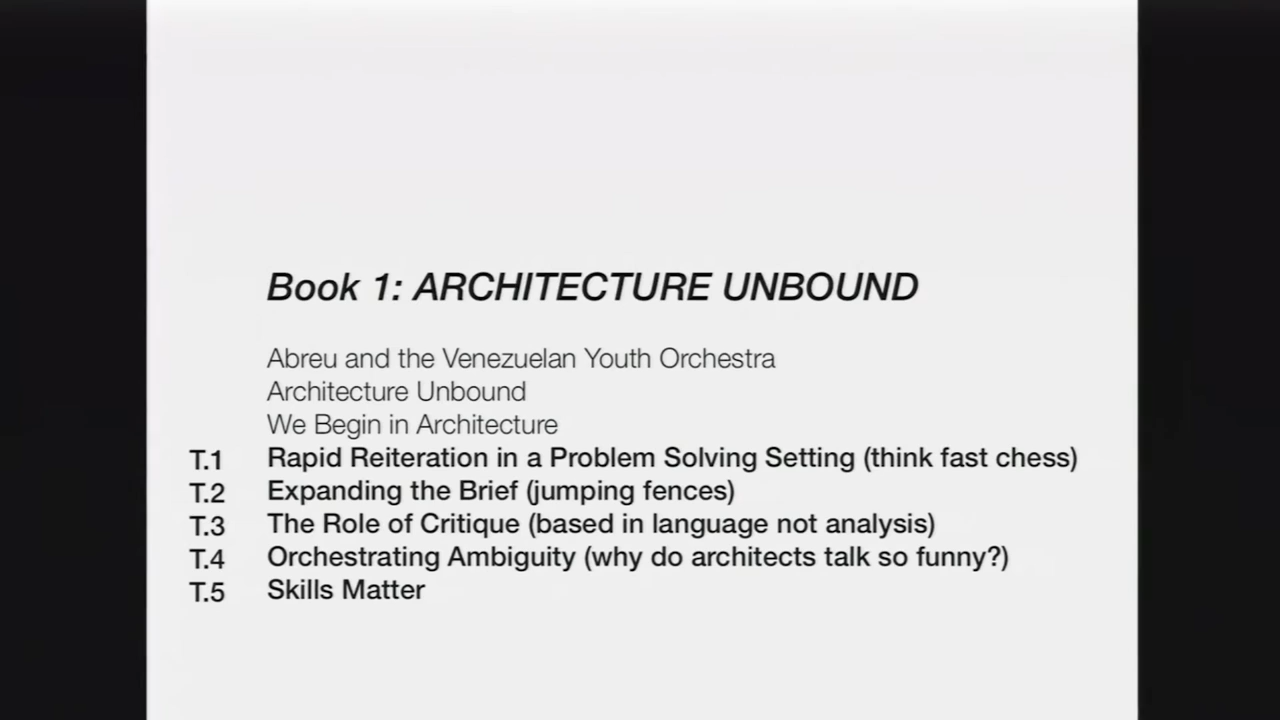 Book 1: ARCHITECTURE UNBOUND
Abreu and the Venezuelan Youth Orchestra
Architecture Unbound
We Begin in Architecture
T.1 Rapid Reiteration in a Problem Solving Setting (think fast chess)
T.2 Expanding the Brief (jumping fences)
T.3 The Role of Critique (based in language not analysis)
T.4 Orchestrating Ambiguity (why do architects talk so funny?)
T.5 Skills Matter